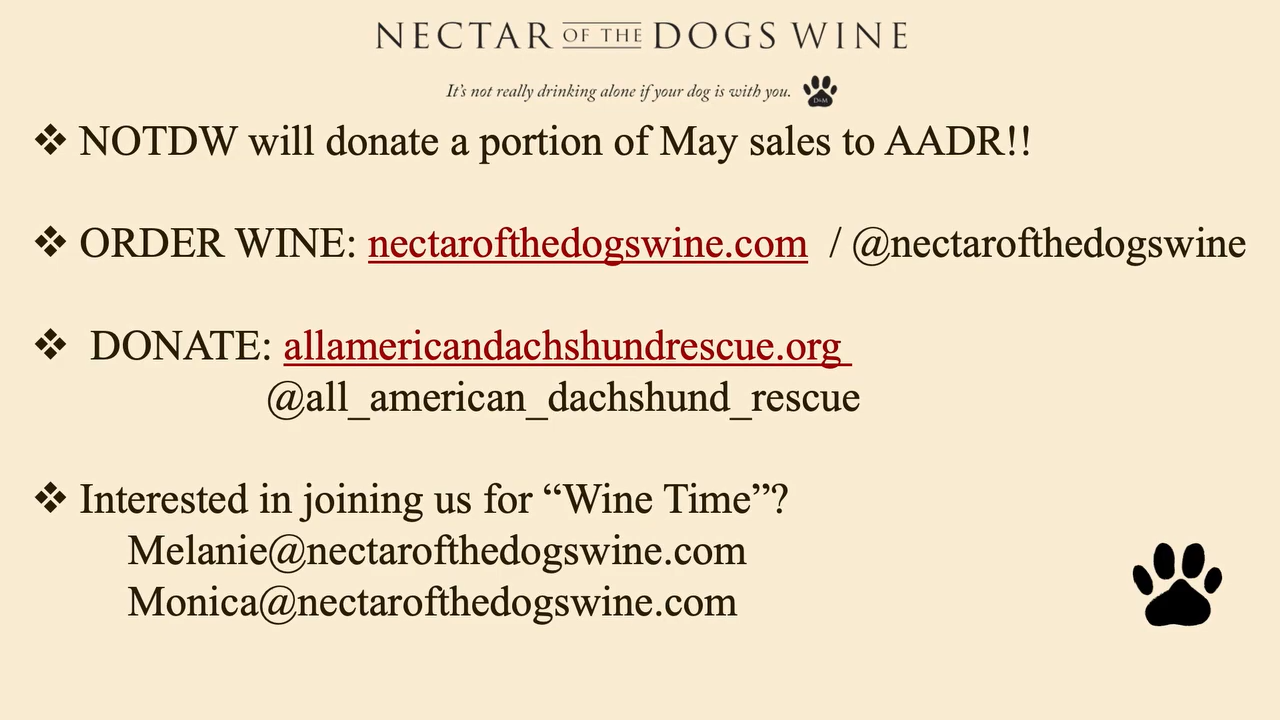 NECTAR OF THE DOGS WINE
It's not really drinking alone if your dog is with you.
D&M
❖ NOTDW will donate a portion of May sales to AADR!!
❖ ORDER WINE: nectarofthedogswine.com / @nectarofthedogswine
❖ DONATE: allamericandachshundrescue.org
@all_american_dachshund_rescue
❖ Interested in joining us for “Wine Time”?
Melanie@nectarofthedogswine.com
Monica@nectarofthedogswine.com